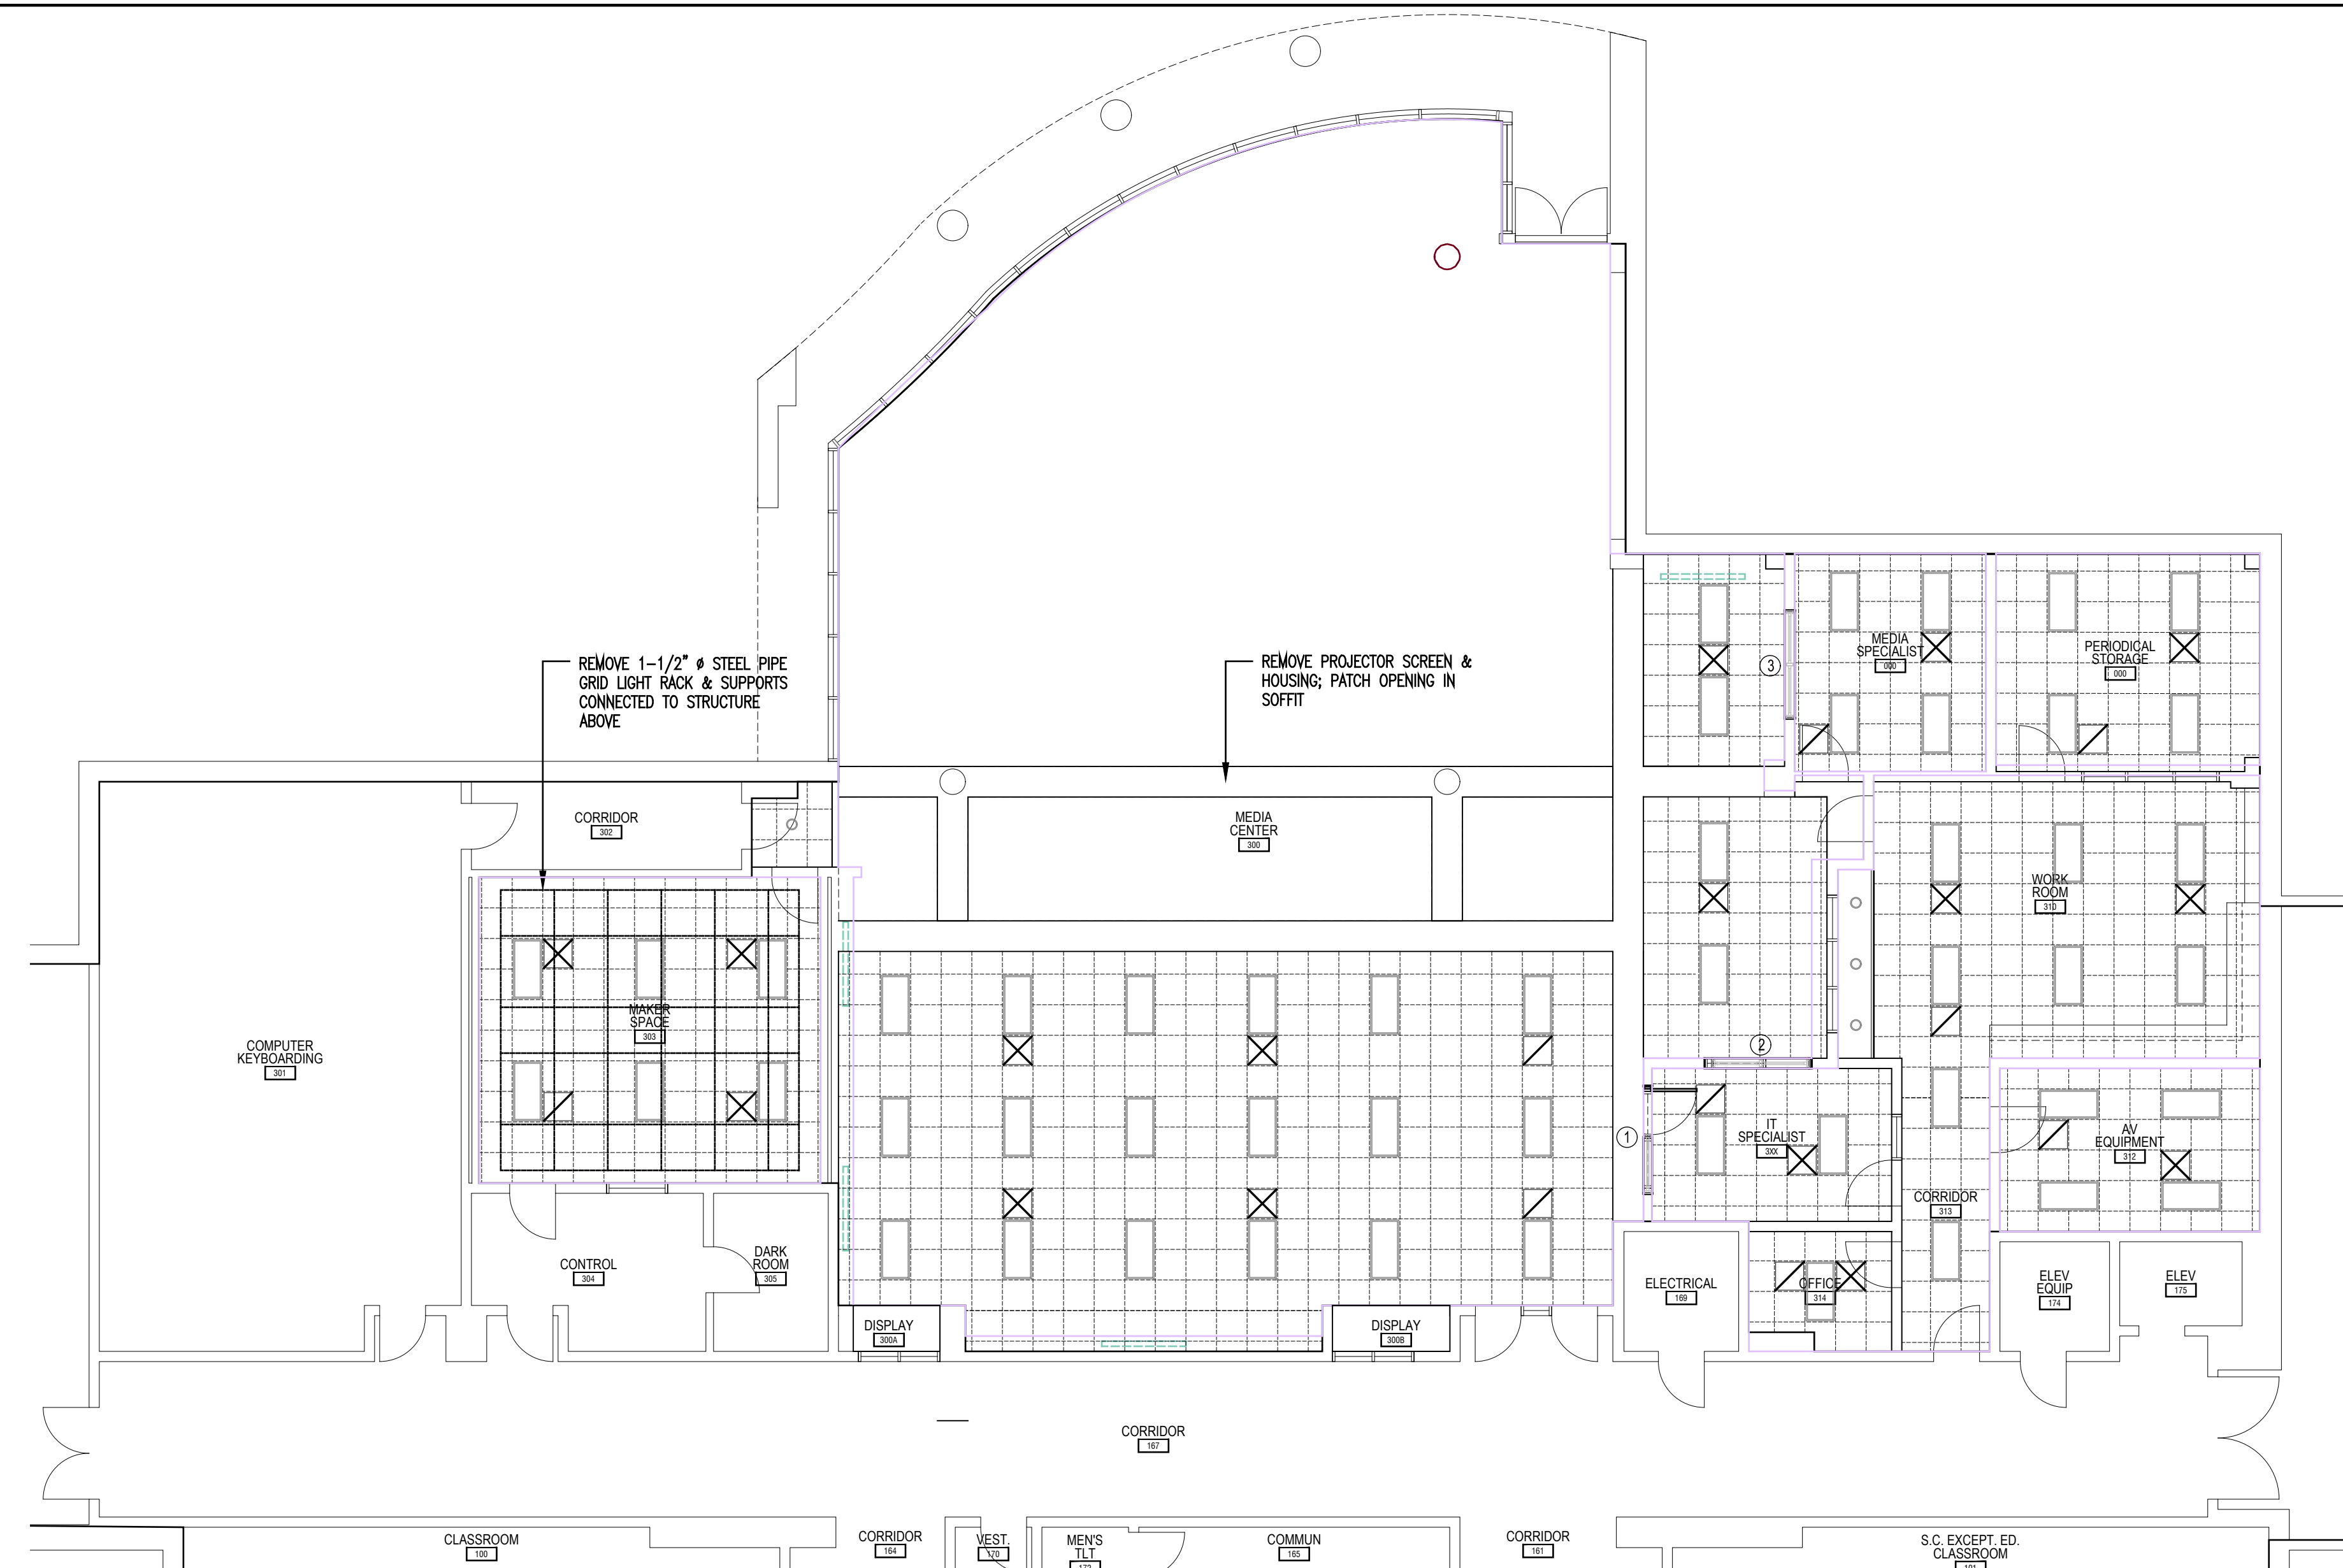 REMOVE 1-1/2" ø STEEL PIPE
GRID LIGHT RACK & SUPPORTS
CONNECTED TO STRUCTURE
ABOVE
REMOVE PROJECTOR SCREEN &
HOUSING; PATCH OPENING IN
SOFFIT
3
MEDIA
SPECIALIST
000
PERIODICAL
STORAGE
000
CORRIDOR
302
MEDIA
CENTER
300
WORK
ROOM
310
MAKER
SPACE
303
COMPUTER
KEYBOARDING
301
2
1
IT
SPECIALIST
3XX
AV
EQUIPMENT
312
CORRIDOR
313
CONTROL
304
DARK
ROOM
305
ELECTRICAL
169
OFFICE
314
ELEV
EQUIP
174
ELEV
175
DISPLAY
300A
DISPLAY
300B
CORRIDOR
167
CLASSROOM
100
CORRIDOR
164
VEST.
170
MEN'S
TLT
172
COMMUN
165
CORRIDOR
161
S.C. EXCEPT. ED.
CLASSROOM
101